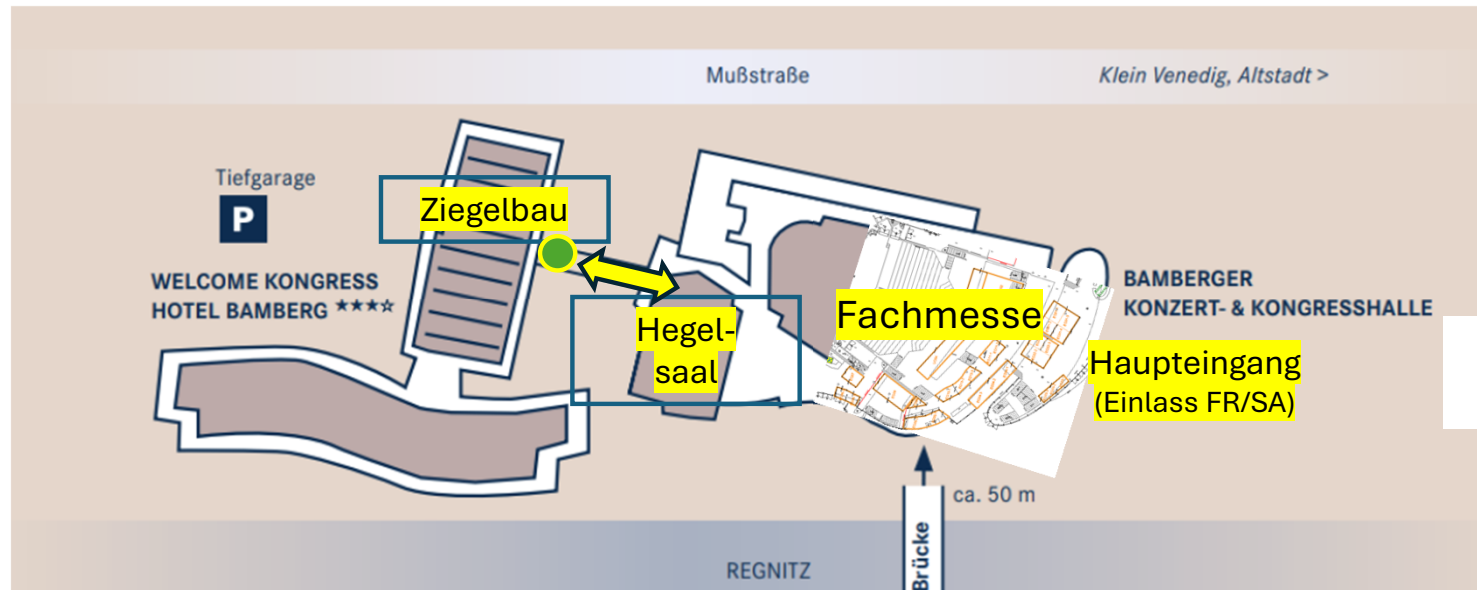 Mußstraße
Klein Venedig, Altstadt >
Tiefgarage
P
Ziegelbau
WELCOME KONGRESS
HOTEL BAMBERG ★★★☆
Hegel-
saal
Fachmesse
BAMBERGER
KONZERT- & KONGRESSHALLE
Haupteingang
(Einlass FR/SA)
ca. 50 m
Brücke
REGNITZ